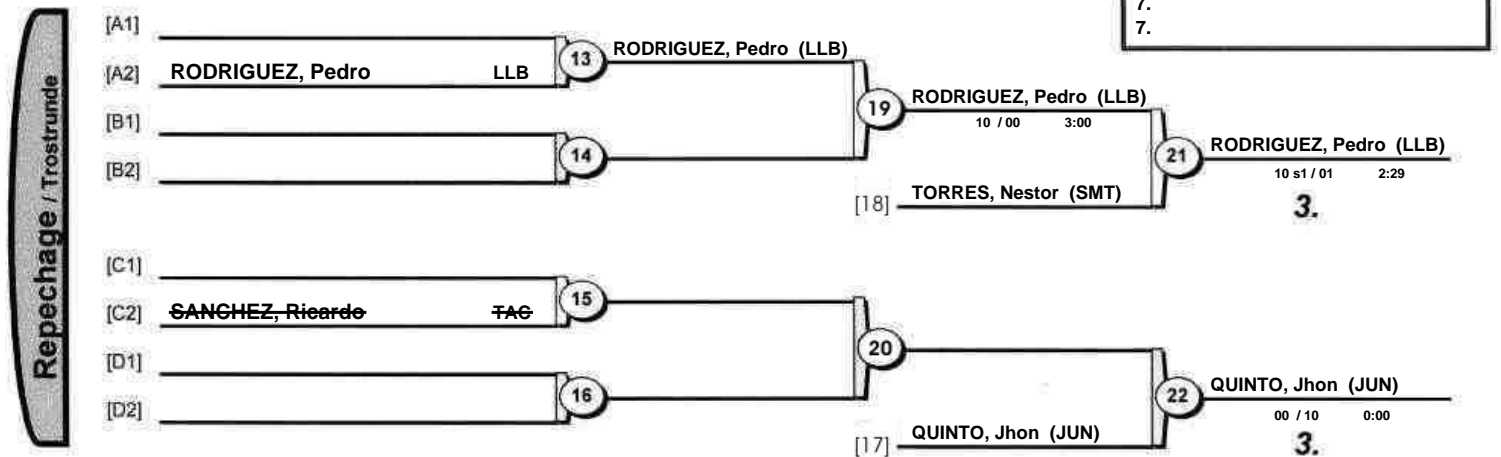 7.
7.
Repechage / Trostrunde
[A1]
[A2] RODRIGUEZ, Pedro LLB
[B1]
[B2]
13
RODRIGUEZ, Pedro (LLB)
14
19
RODRIGUEZ, Pedro (LLB)
10 / 00 3:00
[18] TORRES, Nestor (SMT)
21
RODRIGUEZ, Pedro (LLB)
10 s1 / 01 2:29
3.
[C1]
[C2] SANCHEZ, Ricardo TAC
[D1]
[D2]
15
16
20
[17] QUINTO, Jhon (JUN)
22
QUINTO, Jhon (JUN)
00 / 10 0:00
3.